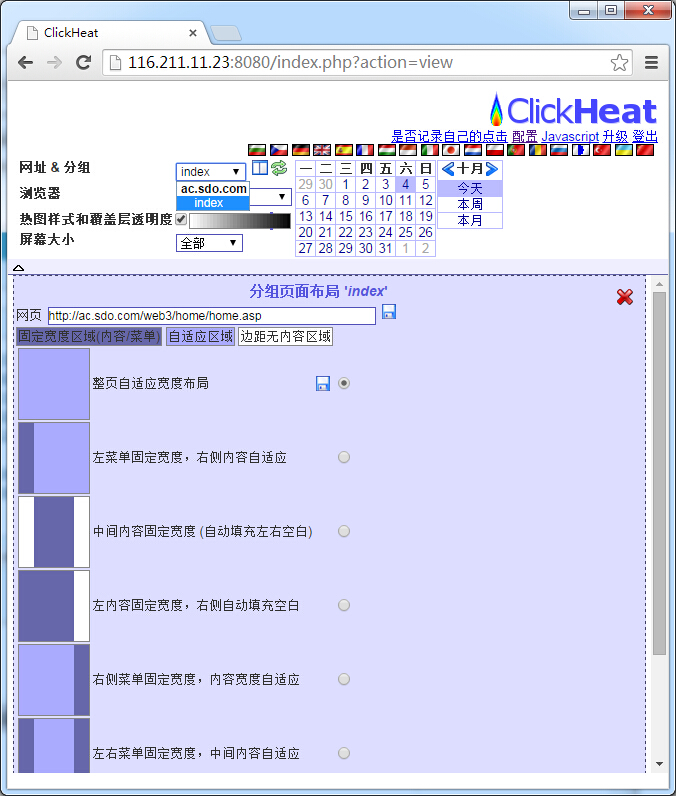 ClickHeat
116.211.11.23:8080/index.php?action=view
ClickHeat
是否记录自己的点击 配置 Javascript 升级 登出
网址 & 分组 index
ac.sdo.com
index
浏览器
热图样式和覆盖层透明度
屏幕大小 全部
一 二 三 四 五 六 日
29 30 1 2 3 4 5
6 7 8 9 10 11 12
13 14 15 16 17 18 19
20 21 22 23 24 25 26
27 28 29 30 31 1 2
十月
今天
本周
本月
分组页面布局 'index'
网页 http://ac.sdo.com/web3/home/home.asp
固定宽度区域(内容/菜单) 自适应区域 边距无内容区域
整页自适应宽度布局
左菜单固定宽度，右侧内容自适应
中间内容固定宽度 (自动填充左右空白)
左内容固定宽度，右侧自动填充空白
右侧菜单固定宽度，内容宽度自适应
左右菜单固定宽度，中间内容自适应